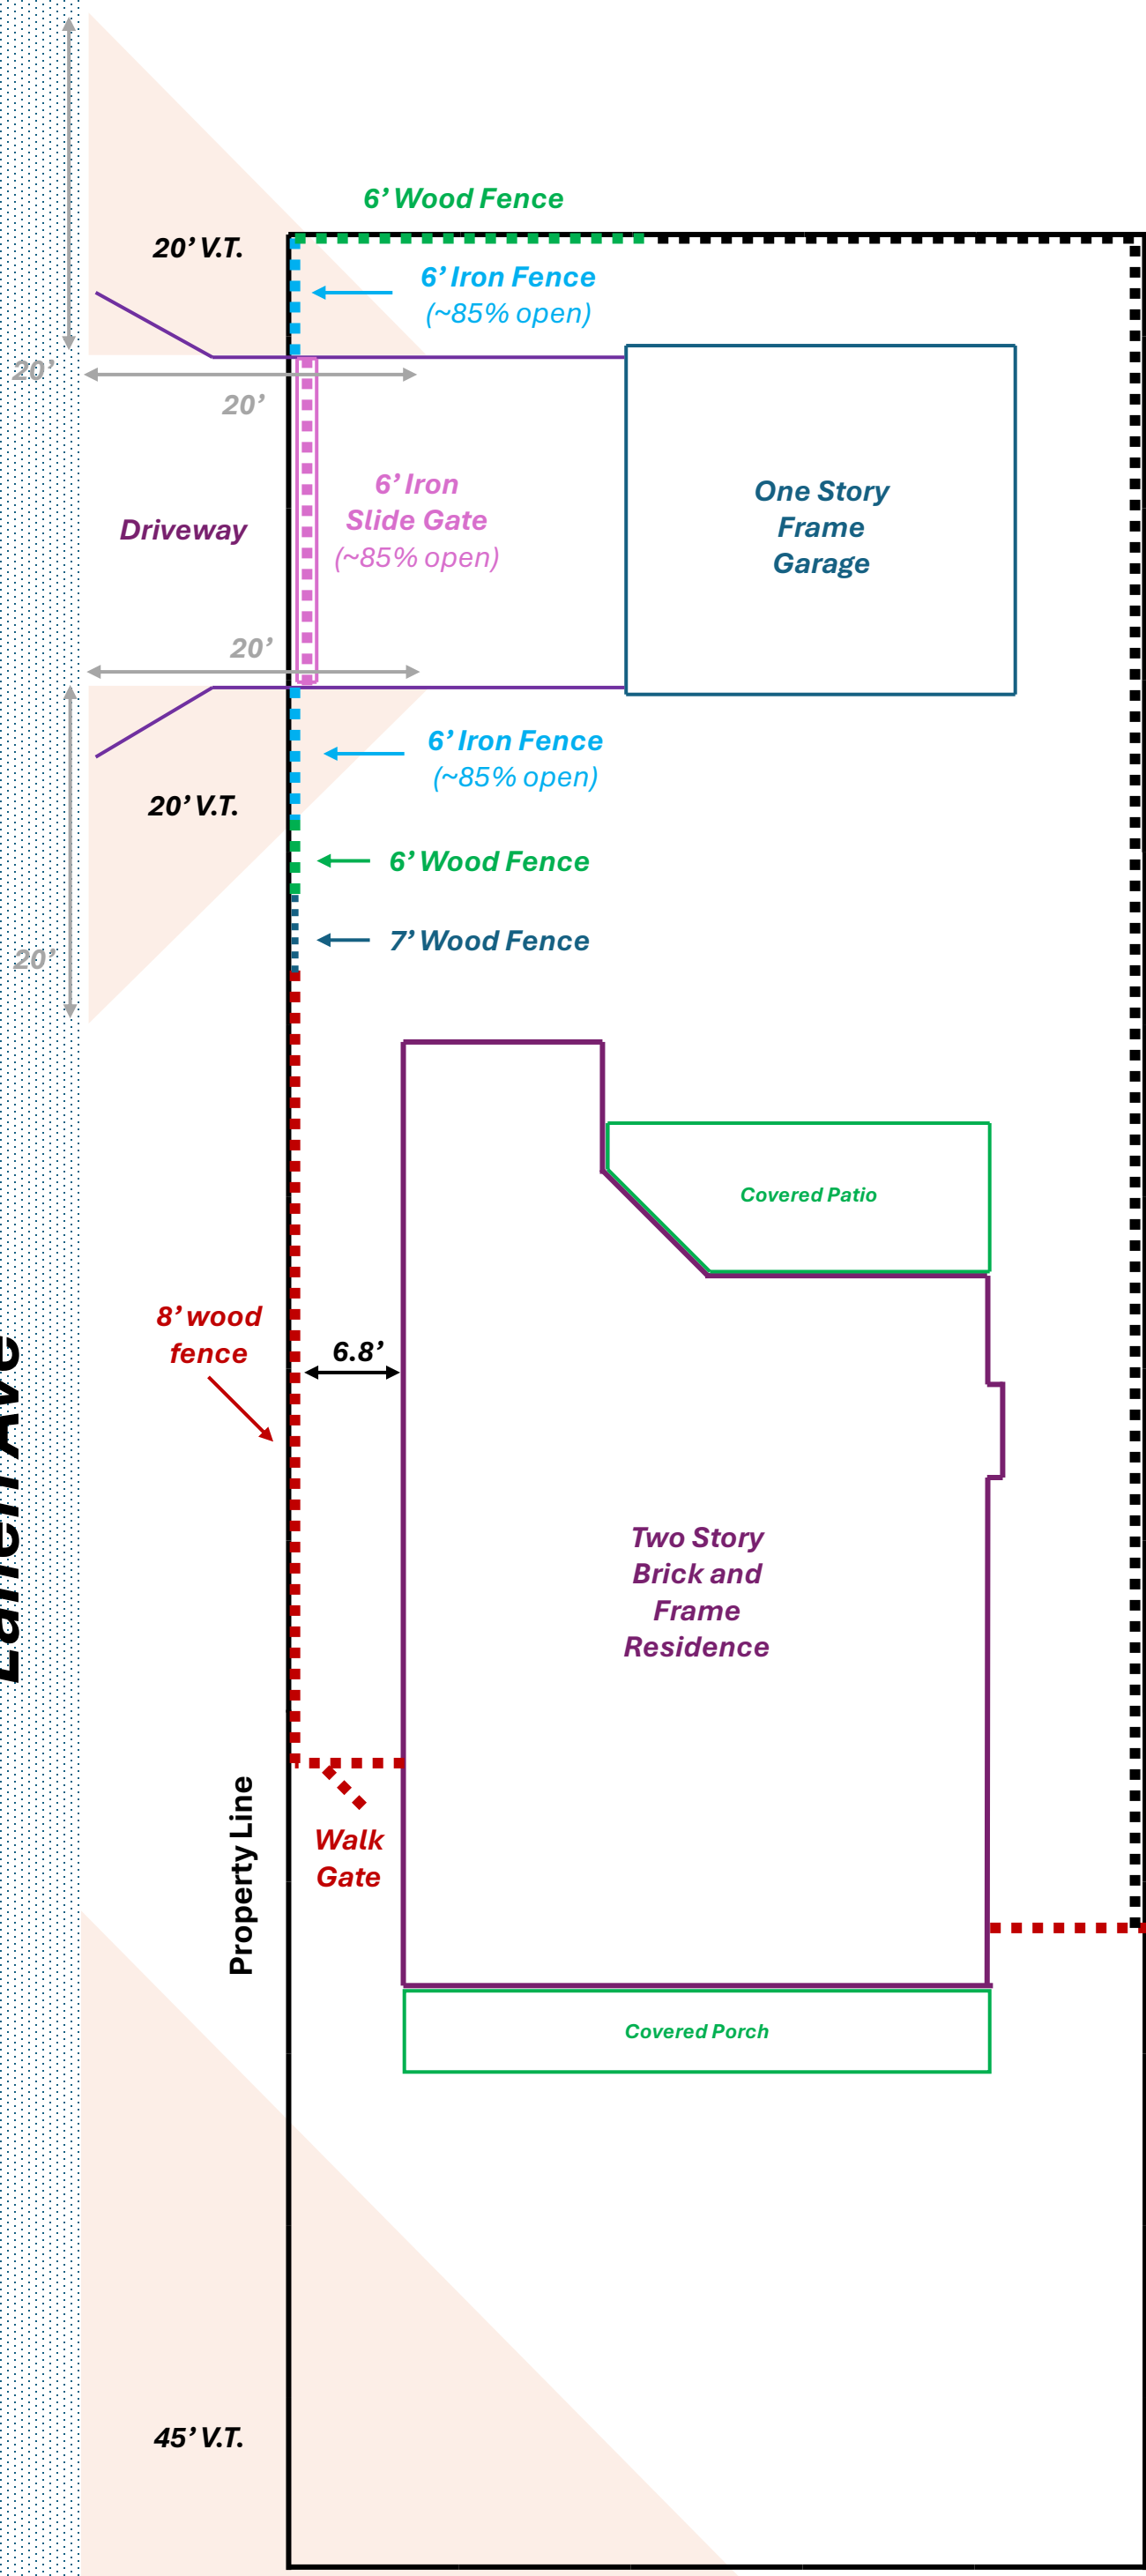 6’ Wood Fence
20’ V.T.
6’ Iron Fence
(~85% open)
20’
20’
6’ Iron
Slide Gate
(~85% open)
Driveway
One Story
Frame
Garage
20’
6’ Iron Fence
(~85% open)
20’ V.T.
6’ Wood Fence
7’ Wood Fence
20’
Covered Patio
8’ wood
fence
6.8’
Two Story
Brick and
Frame
Residence
Property Line
Walk
Gate
Covered Porch
45’ V.T.